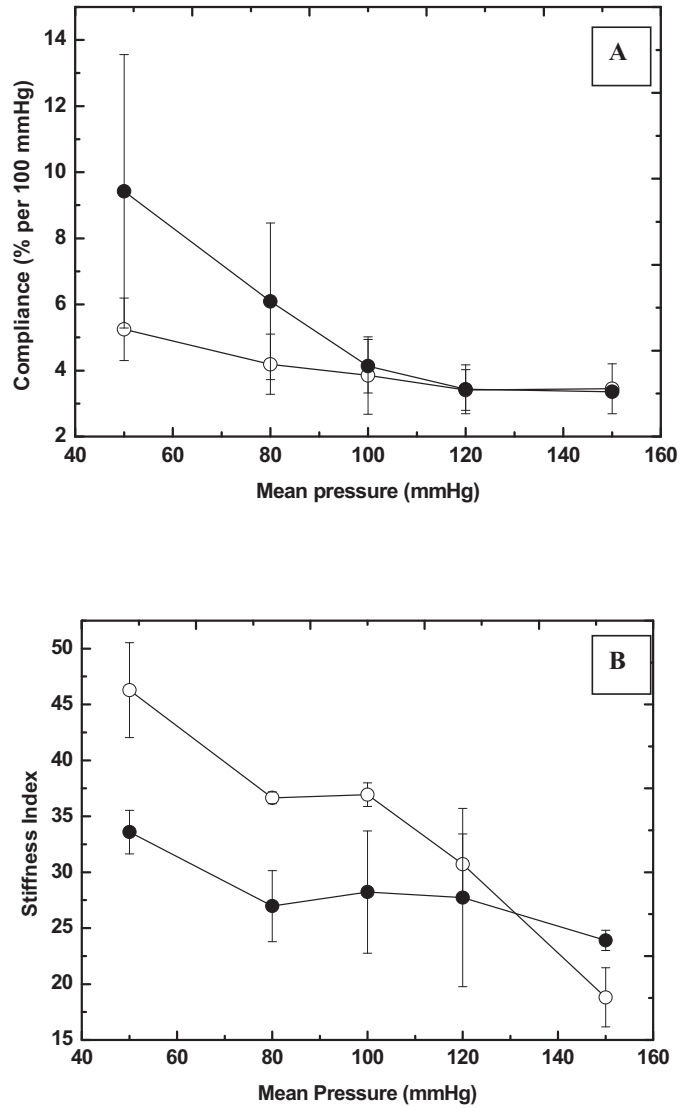 A
14
12
10
8
6
4
2
Compliance (% per 100 mmHg)
40 60 80 100 120 140 160
Mean pressure (mmHg)
B
50
45
40
35
30
25
20
15
Stiffness Index
40 60 80 100 120 140 160
Mean Pressure (mmHg)